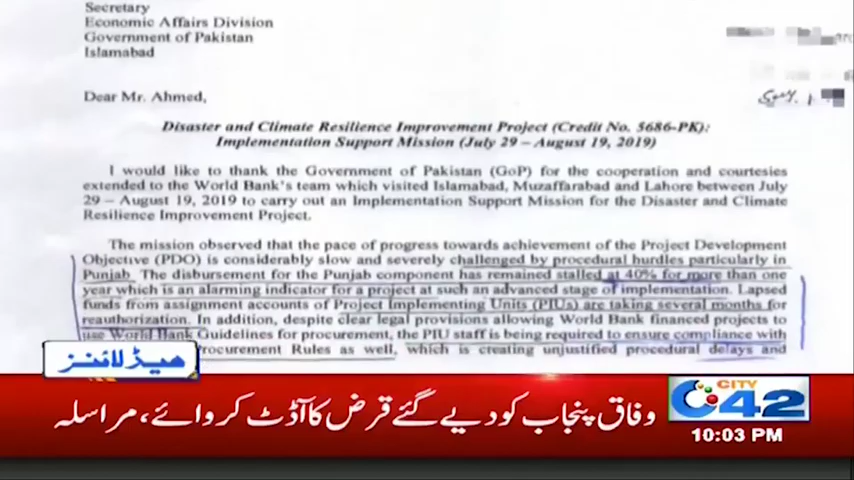 Secretary
Economic Affairs Division
Government of Pakistan
Islamabad
Dear Mr. Ahmed,
Disaster and Climate Resilience Improvement Project (Credit No. 5686-PK):
Implementation Support Mission (July 29 – August 19, 2019)
I would like to thank the Government of Pakistan (GoP) for the cooperation and courtesies
extended to the World Bank's team which visited Islamabad, Muzaffarabad and Lahore between July
29 – August 19, 2019 to carry out an Implementation Support Mission for the Disaster and Climate
Resilience Improvement Project.
The mission observed that the pace of progress towards achievement of the Project Development
Objective (PDO) is considerably slow and severely challenged by procedural hurdles particularly in
Punjab. The disbursement for the Punjab component has remained stalled at 40% for more than one
year which is an alarming indicator for a project at such an advanced stage of implementation. Lapsed
funds from assignment accounts of Project Implementing Units (PIUs) are taking several months for
reauthorization. In addition, despite clear legal provisions allowing World Bank financed projects to
use World Bank Guidelines for procurement, the PIU staff is being required to ensure compliance with
Procurement Rules as well, which is creating unjustified procedural delays and
ہیڈلائنز
وفاق پنجاب کو دیے گئے قرض کا آڈٹ کروائے، مراسلہ
CITY
42
10:03 PM